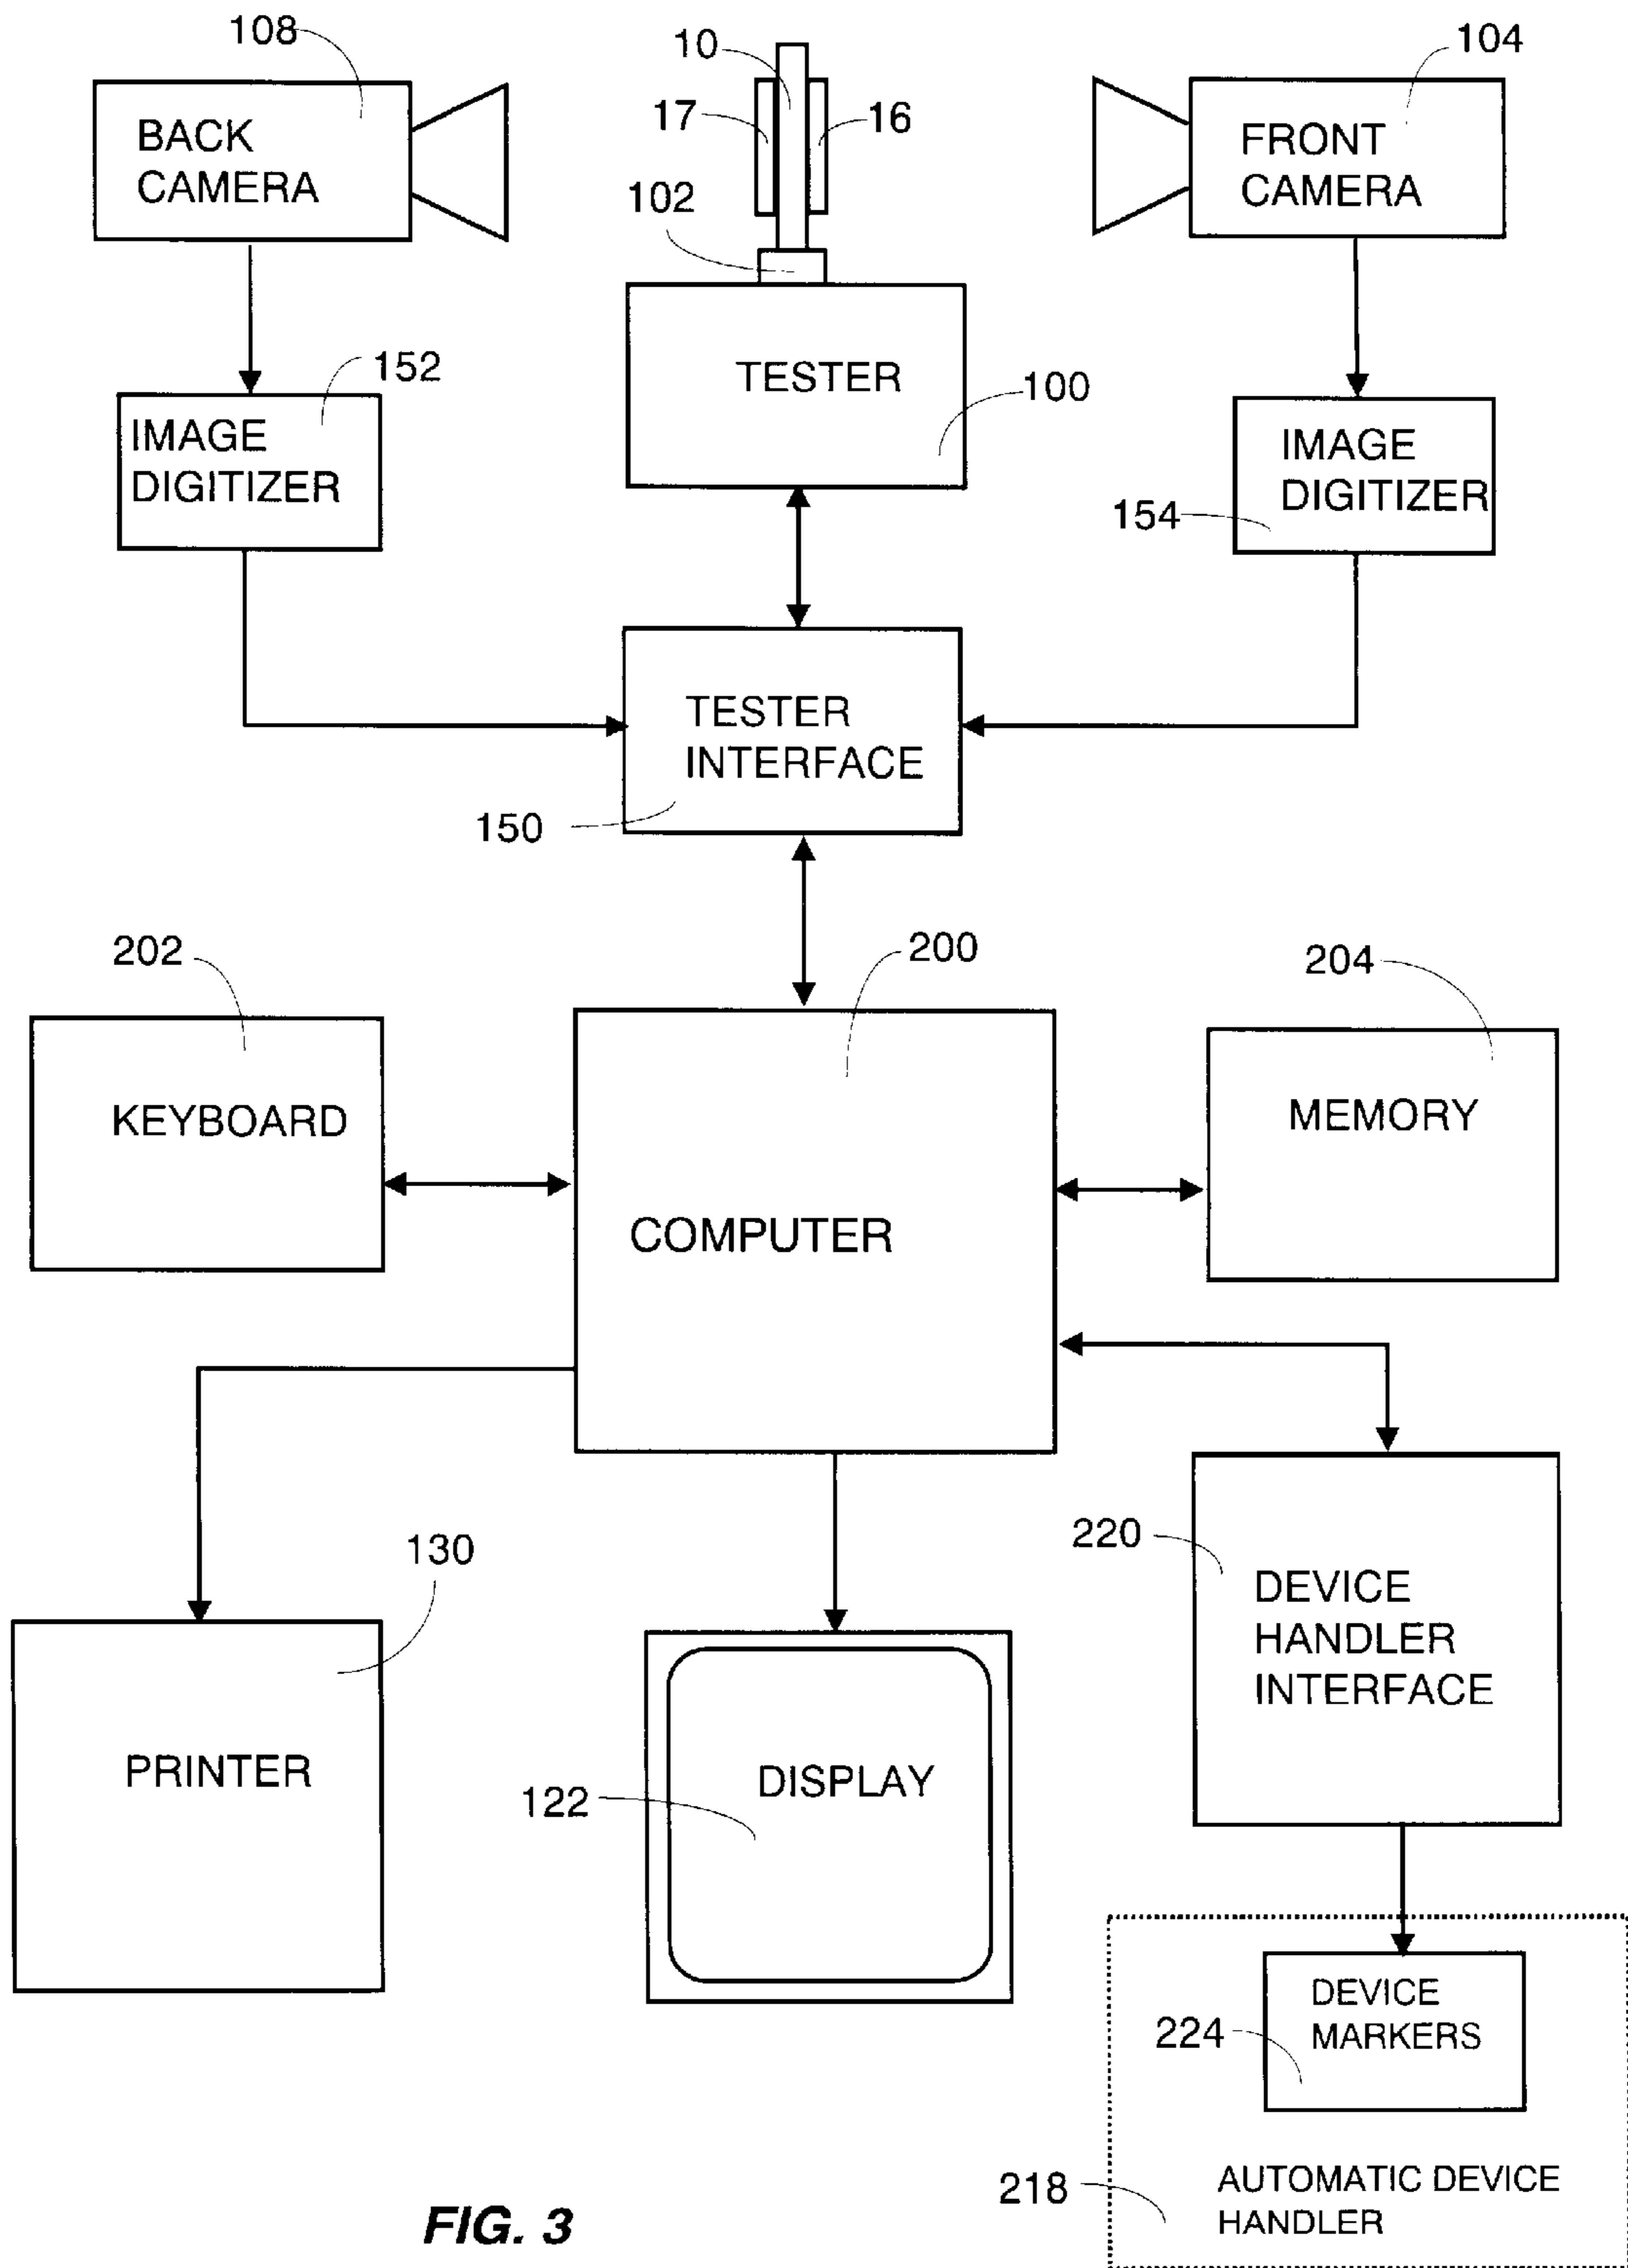 108
10
104
17
16
BACK
CAMERA
FRONT
CAMERA
102
152
TESTER
100
IMAGE
DIGITIZER
IMAGE
DIGITIZER
154
TESTER
INTERFACE
150
202
200
204
KEYBOARD
MEMORY
COMPUTER
130
220
DEVICE
HANDLER
INTERFACE
PRINTER
DISPLAY
122
DEVICE
MARKERS
224
218
AUTOMATIC DEVICE
HANDLER
FIG. 3